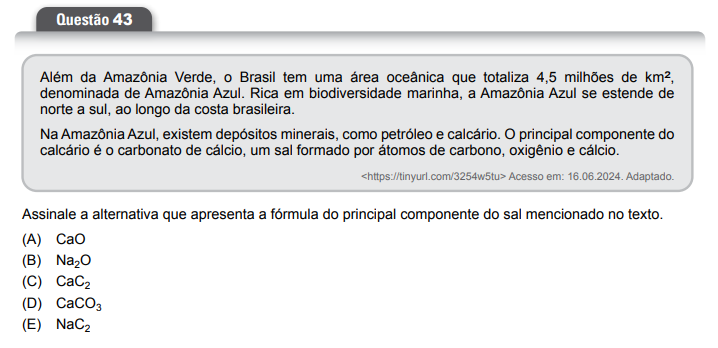 Questão 43
Além da Amazônia Verde, o Brasil tem uma área oceânica que totaliza 4,5 milhões de km²,
denominada de Amazônia Azul. Rica em biodiversidade marinha, a Amazônia Azul se estende de
norte a sul, ao longo da costa brasileira.
Na Amazônia Azul, existem depósitos minerais, como petróleo e calcário. O principal componente do
calcário é o carbonato de cálcio, um sal formado por átomos de carbono, oxigênio e cálcio.
<https://tinyurl.com/3254w5tu> Acesso em: 16.06.2024. Adaptado.
Assinale a alternativa que apresenta a fórmula do principal componente do sal mencionado no texto.
(A) CaO
(B) Na₂O
(C) CaC₂
(D) CaCO₃
(E) NaC₂